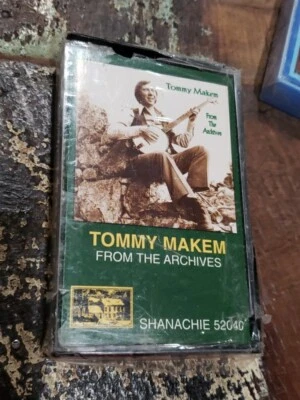 Tommy Makem
From
The
Archives
TOMMY MAKEM
FROM THE ARCHIVES
SHANACHIE 52040